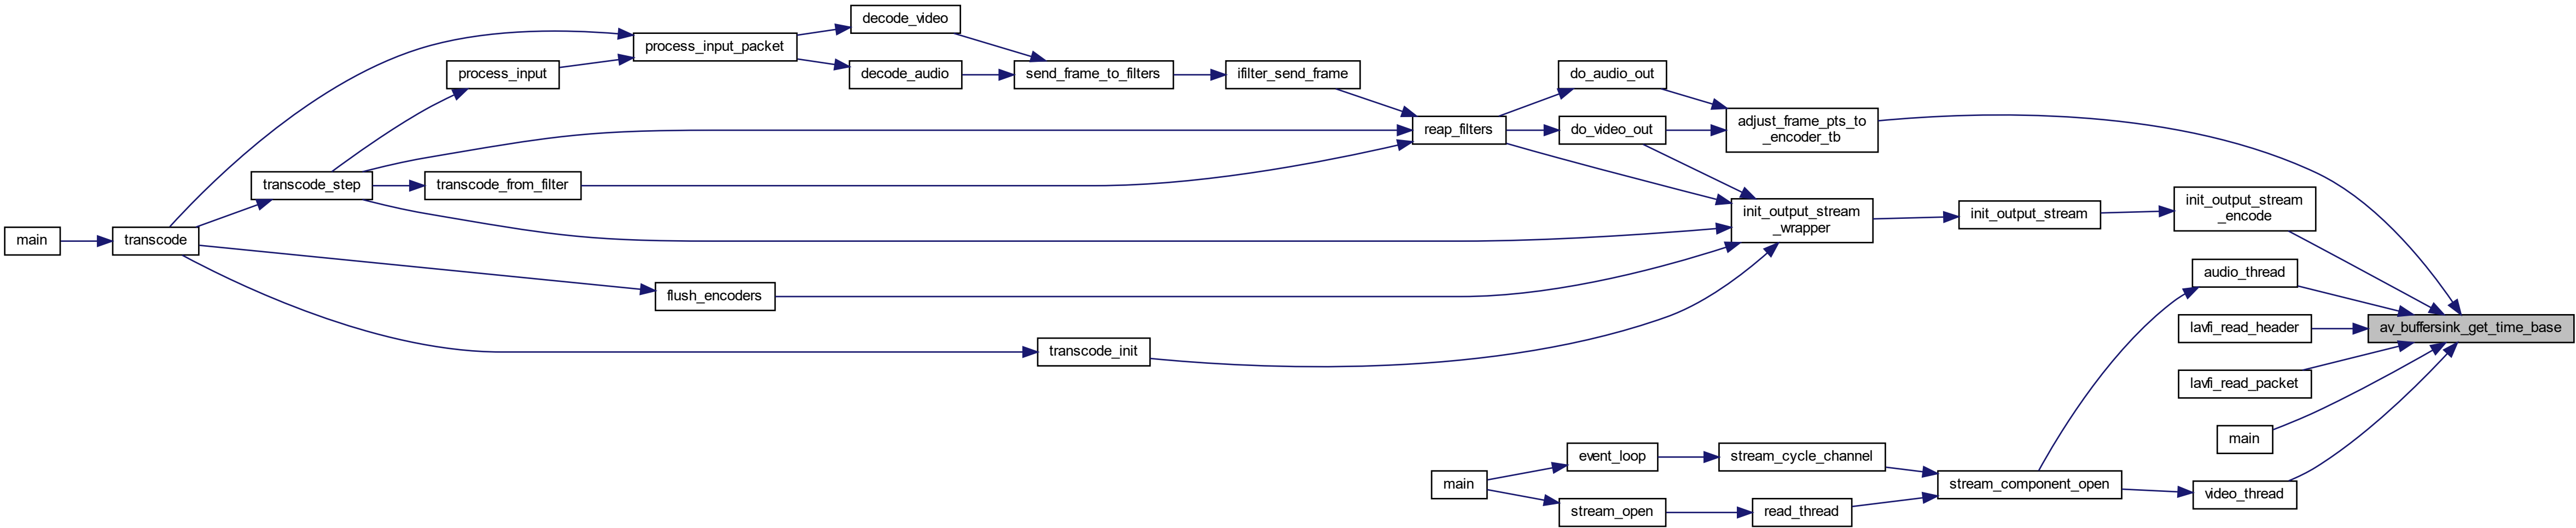 decode_video
process_input_packet
process_input
decode_audio
send_frame_to_filters
ifilter_send_frame
do_audio_out
adjust_frame_pts_to
_encoder_tb
reap_filters
do_video_out
transcode_step
transcode_from_filter
init_output_stream
_wrapper
init_output_stream
init_output_stream
_encode
main
transcode
audio_thread
flush_encoders
lavfi_read_header
av_buffersink_get_time_base
transcode_init
lavfi_read_packet
main
event_loop
stream_cycle_channel
main
stream_component_open
video_thread
stream_open
read_thread